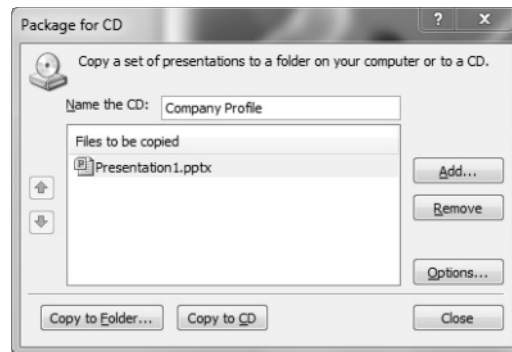 Package for CD
Copy a set of presentations to a folder on your computer or to a CD.
Name the CD: Company Profile
Files to be copied
Presentation1.pptx
Add...
Remove
Options...
Copy to Folder... Copy to CD Close